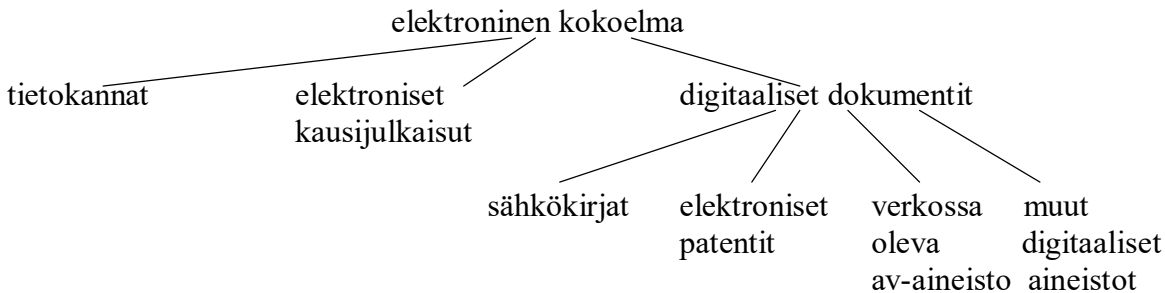 elektroninen kokoelma
tietokannat elektroniset digitaaliset dokumentit
kausijulkaisut
sähkökirjat elektroniset verkossa muut
patentit oleva digitaaliset
av-aineisto aineistot